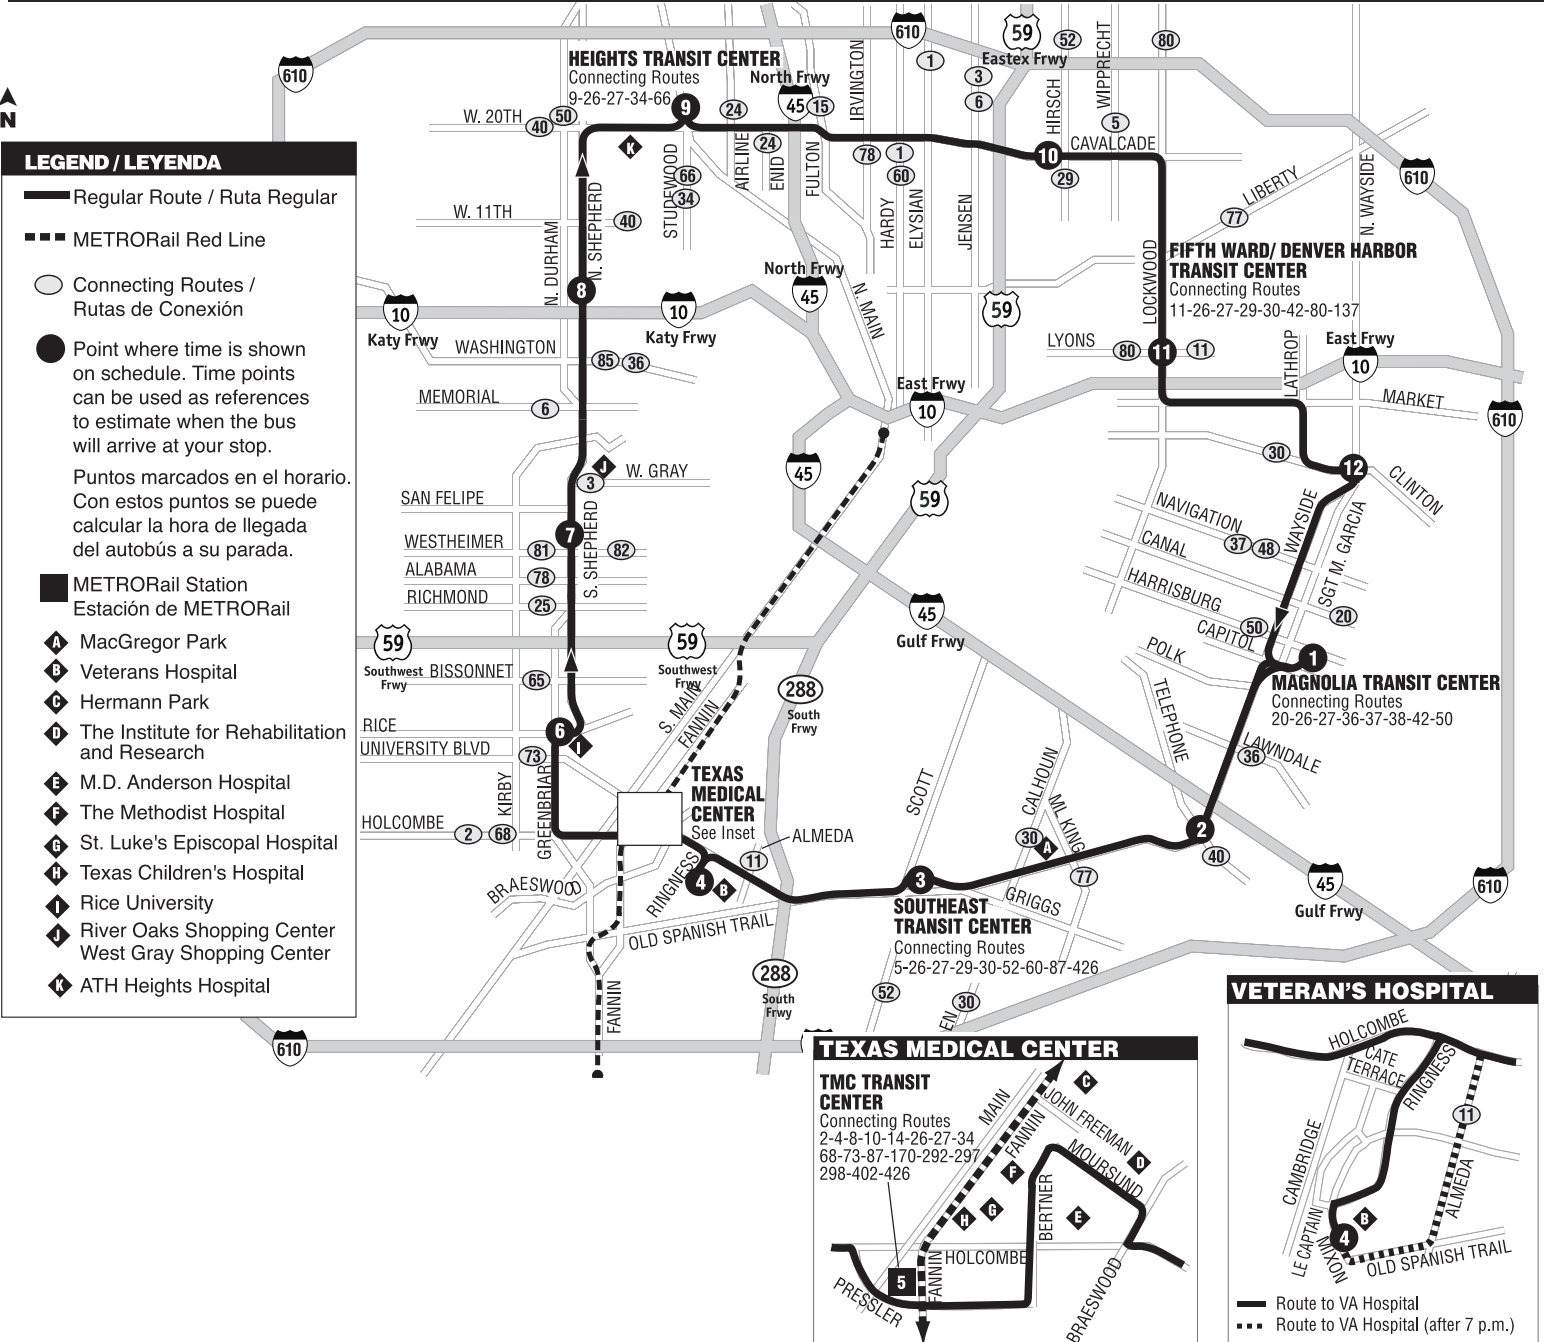 N
LEGEND / LEYENDA
Regular Route / Ruta Regular
METRORail Red Line
Connecting Routes /
Rutas de Conexión
Point where time is shown
on schedule. Time points
can be used as references
to estimate when the bus
will arrive at your stop.
Puntos marcados en el horario.
Con estos puntos se puede
calcular la hora de llegada
del autobús a su parada.
METRORail Station
Estación de METRORail
A MacGregor Park
B Veterans Hospital
C Hermann Park
D The Institute for Rehabilitation
and Research
E M.D. Anderson Hospital
F The Methodist Hospital
G St. Luke's Episcopal Hospital
H Texas Children's Hospital
I Rice University
J River Oaks Shopping Center
West Gray Shopping Center
K ATH Heights Hospital
610
610
59
Eastex Fwy
52
WIPPRECHT
80
HEIGHTS TRANSIT CENTER
Connecting Routes
9-26-27-34-66
North Frwy
45
15
IRVINGTON
1
3
6
HIRSCH
5
W. 20TH
40
50
9
24
24
AIRLINE
ENID
FULTON
K
78
1
60
10
CAVALCADE
29
STUDEWOOD
66
34
W. 11TH
40
N. DURHAM
N. SHEPHERD
HARDY
ELYSIAN
JENSEN
LIBERTY
77
N. WAYSIDE
610
8
10
Katy Frwy
10
Katy Frwy
North Frwy
45
N. MAIN
59
LOCKWOOD
FIFTH WARD/ DENVER HARBOR
TRANSIT CENTER
Connecting Routes
11-26-27-29-30-42-80-137
WASHINGTON
85
36
LYONS
80
11
11
LATHROP
East Frwy
10
MEMORIAL
6
East Frwy
10
MARKET
610
J
3
W. GRAY
45
59
30
12
CLINTON
SAN FELIPE
7
WESTHEIMER
81
82
ALABAMA
78
RICHMOND
25
S. SHEPHERD
NAVIGATION
37
48
WAYSIDE
CANAL
SGT M. GARCIA
HARRISBURG
20
50
CAPITOL
59
Southwest
Frwy
BISSONNET
65
59
Southwest
Frwy
45
Gulf Frwy
POLK
1
MAGNOLIA TRANSIT CENTER
Connecting Routes
20-26-27-36-37-38-42-50
288
South
Frwy
S. MAIN
FANNIN
RICE
6
I
UNIVERSITY BLVD
73
KIRBY
GREENBRIAR
TELEPHONE
LAWNDALE
36
TEXAS
MEDICAL
CENTER
See Inset
HOLCOMBE
2
68
SCOTT
CALHOUN
ML KING
30
A
2
40
11
ALMEDA
77
BRAESWOOD
RINGNESS
4
B
3
GRIGGS
OLD SPANISH TRAIL
SOUTHEAST
TRANSIT CENTER
Connecting Routes
5-26-27-29-30-52-60-87-426
45
Gulf Frwy
610
288
South
Frwy
FANNIN
52
30
EN
610
TEXAS MEDICAL CENTER
TMC TRANSIT
CENTER
Connecting Routes
2-4-8-10-14-26-27-34
68-73-87-170-292-297
298-402-426
MAIN
FANNIN
C
JOHN FREEMAN
D
MOURSUND
F
G
H
BERTNER
E
HOLCOMBE
5
FANNIN
PRESSLER
BRAESWOOD
VETERAN'S HOSPITAL
HOLCOMBE
CATE
TERRACE
RINGNESS
11
CAMBRIDGE
ALMEDA
B
4
LE CAPTAIN
MIXON
OLD SPANISH TRAIL
Route to VA Hospital
Route to VA Hospital (after 7 p.m.)